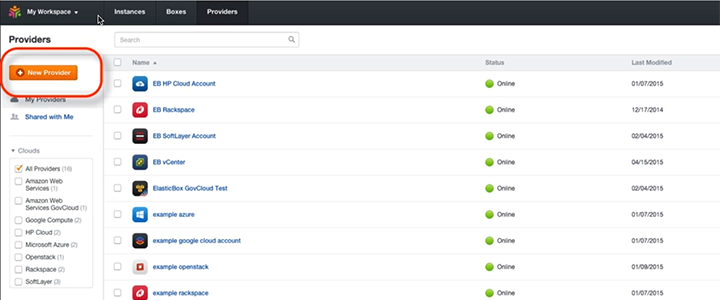 My Workspace
Instances
Boxes
Providers
Providers
Search
New Provider
My Providers
Shared with Me
Clouds
All Providers (16)
Amazon Web
Services (1)
Amazon Web
Services GovCloud (1)
Google Compute (2)
HP Cloud (2)
Microsoft Azure (2)
Openstack (1)
Rackspace (2)
SoftLayer (3)
Name Status Last Modified
EB HP Cloud Account Online 01/07/2015
EB Rackspace Online 12/17/2014
EB SoftLayer Account Online 02/04/2015
EB vCenter Online 04/15/2015
ElasticBox GovCloud Test Online 02/04/2015
example azure Online 01/07/2015
example google cloud account Online 01/07/2015
example openstack Online 01/09/2015
example rackspace Online 01/07/2015